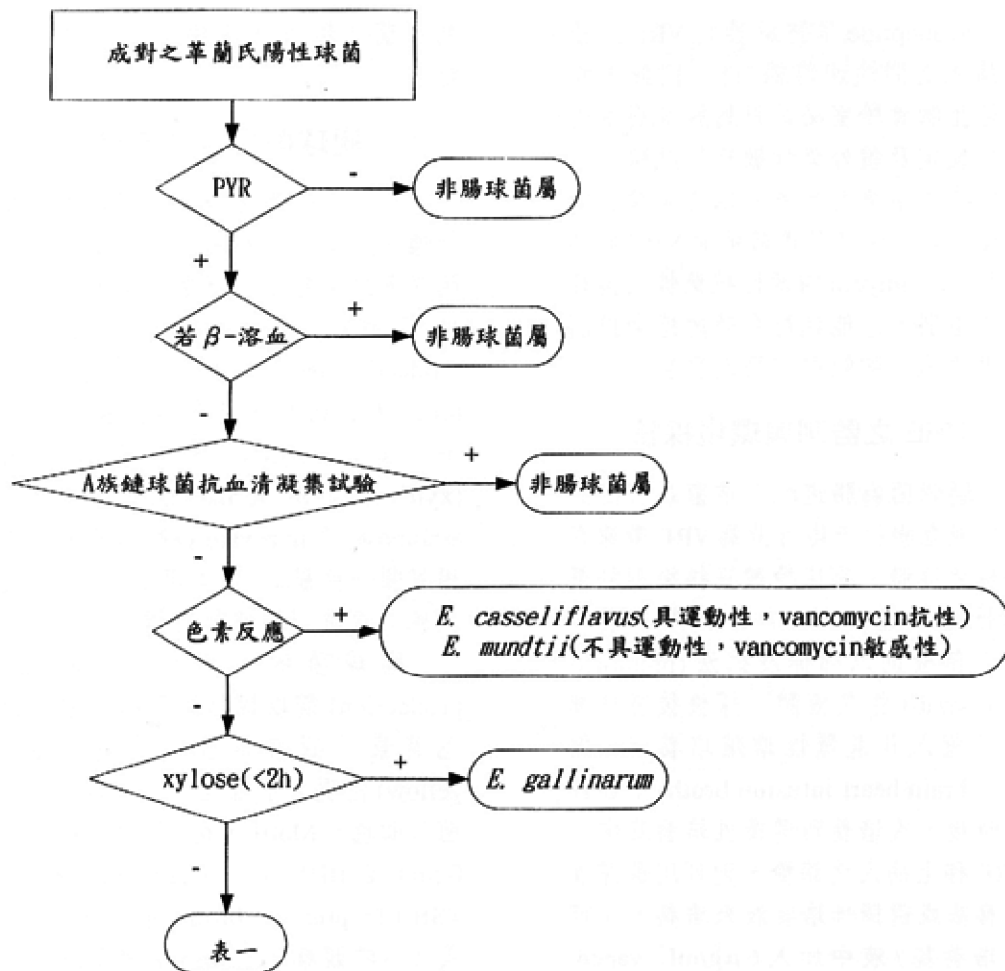 成對之革蘭氏陽性球菌
PYR
-
非腸球菌屬
+
若β-溶血
+
非腸球菌屬
-
A族鏈球菌抗血清凝集試驗
+
非腸球菌屬
-
色素反應
+
E. casseliflavus(具運動性，vancomycin抗性)
E. mundtii(不具運動性，vancomycin敏感性)
-
xylose(<2h)
+
E. gallinarum
-
表一